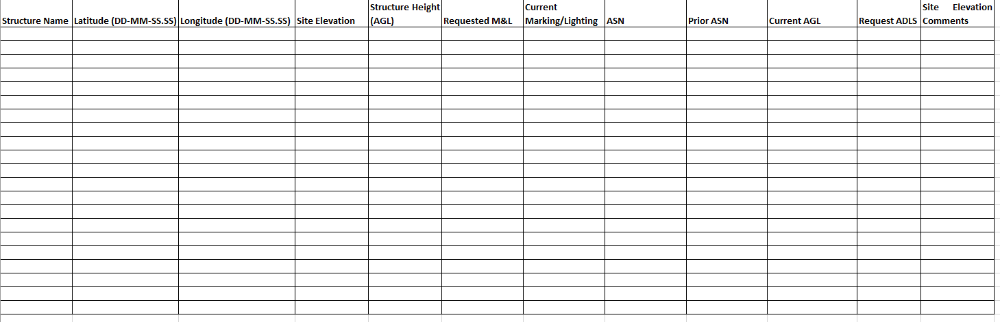 Structure Name
Latitude (DD-MM-SS.SS)
Longitude (DD-MM-SS.SS)
Site Elevation
Structure Height
(AGL)
Requested M&L
Current
Marking/Lighting
ASN
Prior ASN
Current AGL
Request ADLS
Site Elevation
Comments